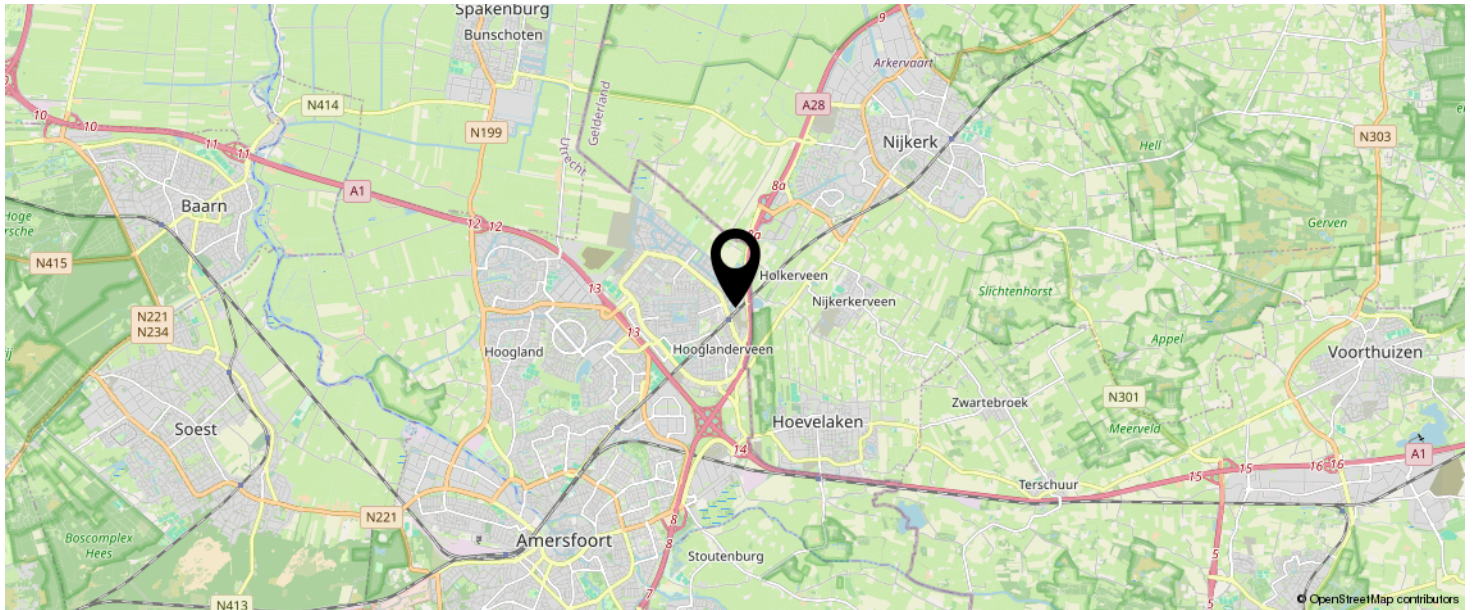 Spakenburg
Bunschoten
9
Arkervaart
N414
A28
Gelderland
10
10
N199
N303
Nijkerk
Hell
Utrecht
11
11
A1
8a
Baarn
Gerven
12
12
8a
N415
Holkerveen
13
Slichtenhorst
Nijkerkerveen
N221
N234
13
Appel
Hoogland
Hooglanderveen
Voorthuizen
N301
Zwartebroek
Soest
Hoevelaken
Meerveld
14
A1
15
15
16
16
Terschuur
N221
8
Boscomplex
Hees
Amersfoort
8
Stoutenburg
5
7
N413
5
© OpenStreetMap contributors